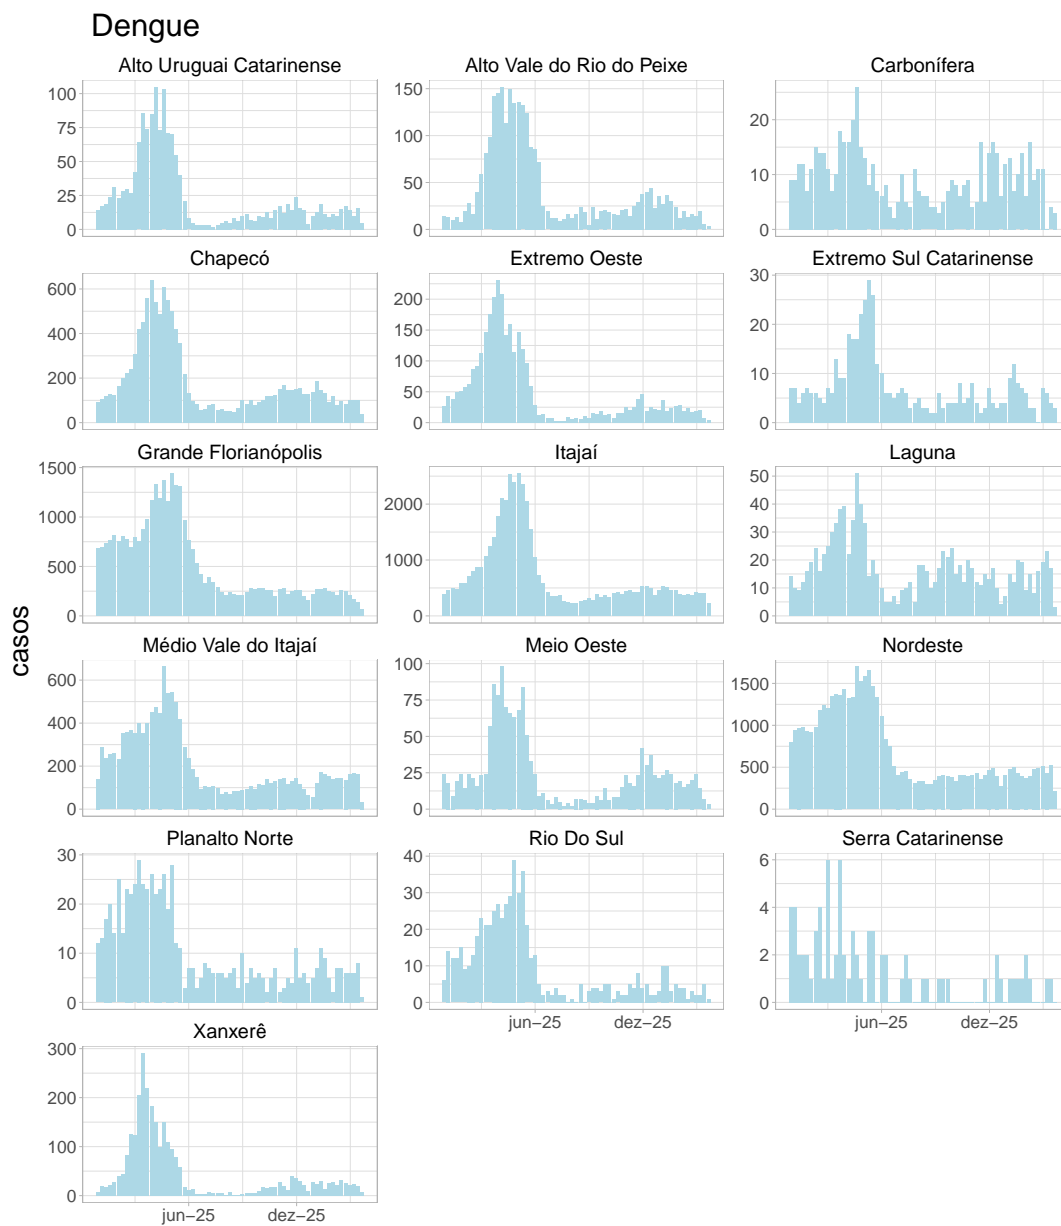 Dengue
Alto Uruguai Catarinense
Alto Vale do Rio do Peixe
Carbonífera
100
75
50
25
0
150
100
50
0
20
10
0
Chapecó
Extremo Oeste
Extremo Sul Catarinense
600
400
200
0
200
150
100
50
0
30
20
10
0
Grande Florianópolis
Itajaí
Laguna
1500
1000
500
0
2000
1000
0
50
40
30
20
10
0
casos
Médio Vale do Itajaí
Meio Oeste
Nordeste
600
400
200
0
100
75
50
25
0
1500
1000
500
0
Planalto Norte
Rio Do Sul
Serra Catarinense
30
20
10
0
40
30
20
10
0
6
4
2
0
jun−25
dez−25
jun−25
dez−25
Xanxerê
300
200
100
0
jun−25
dez−25